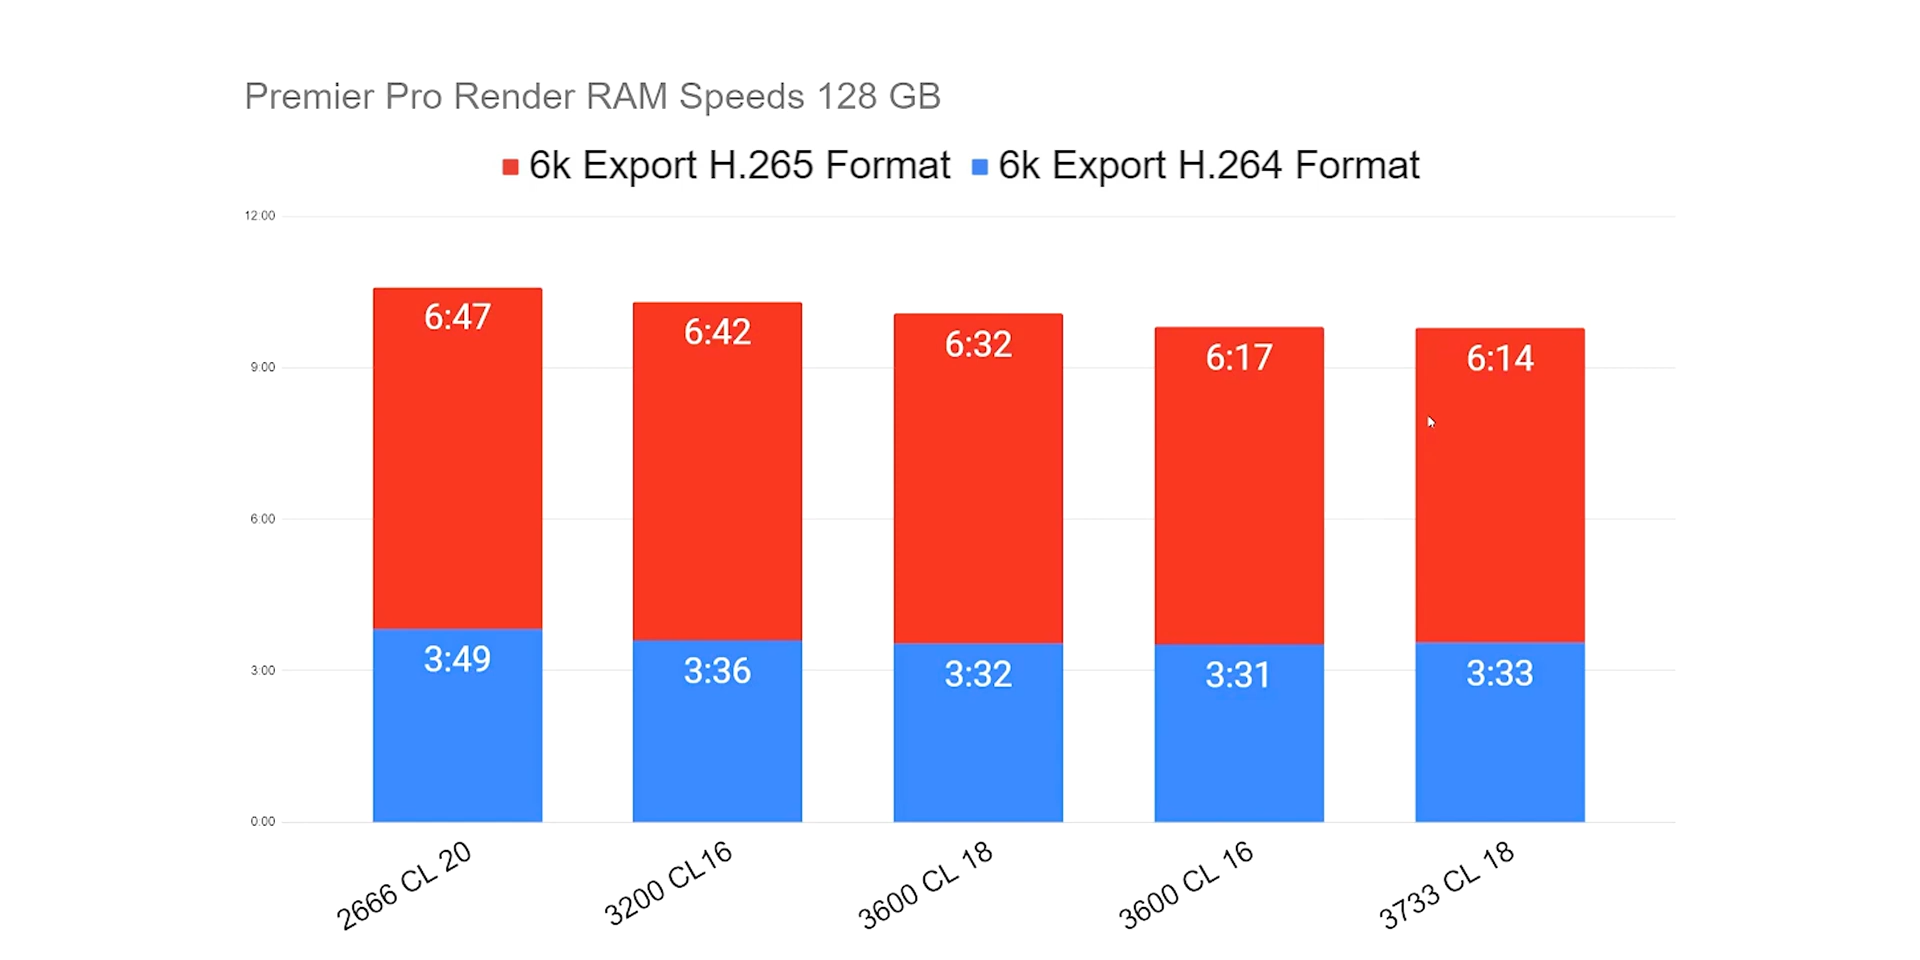 Premier Pro Render RAM Speeds 128 GB
6k Export H.265 Format 6k Export H.264 Format
12:00
9:00
6:00
3:00
0:00
6:47 6:42 6:32 6:17 6:14
3:49 3:36 3:32 3:31 3:33
2666 CL 20 3200 CL16 3600 CL 18 3600 CL 16 3733 CL 18